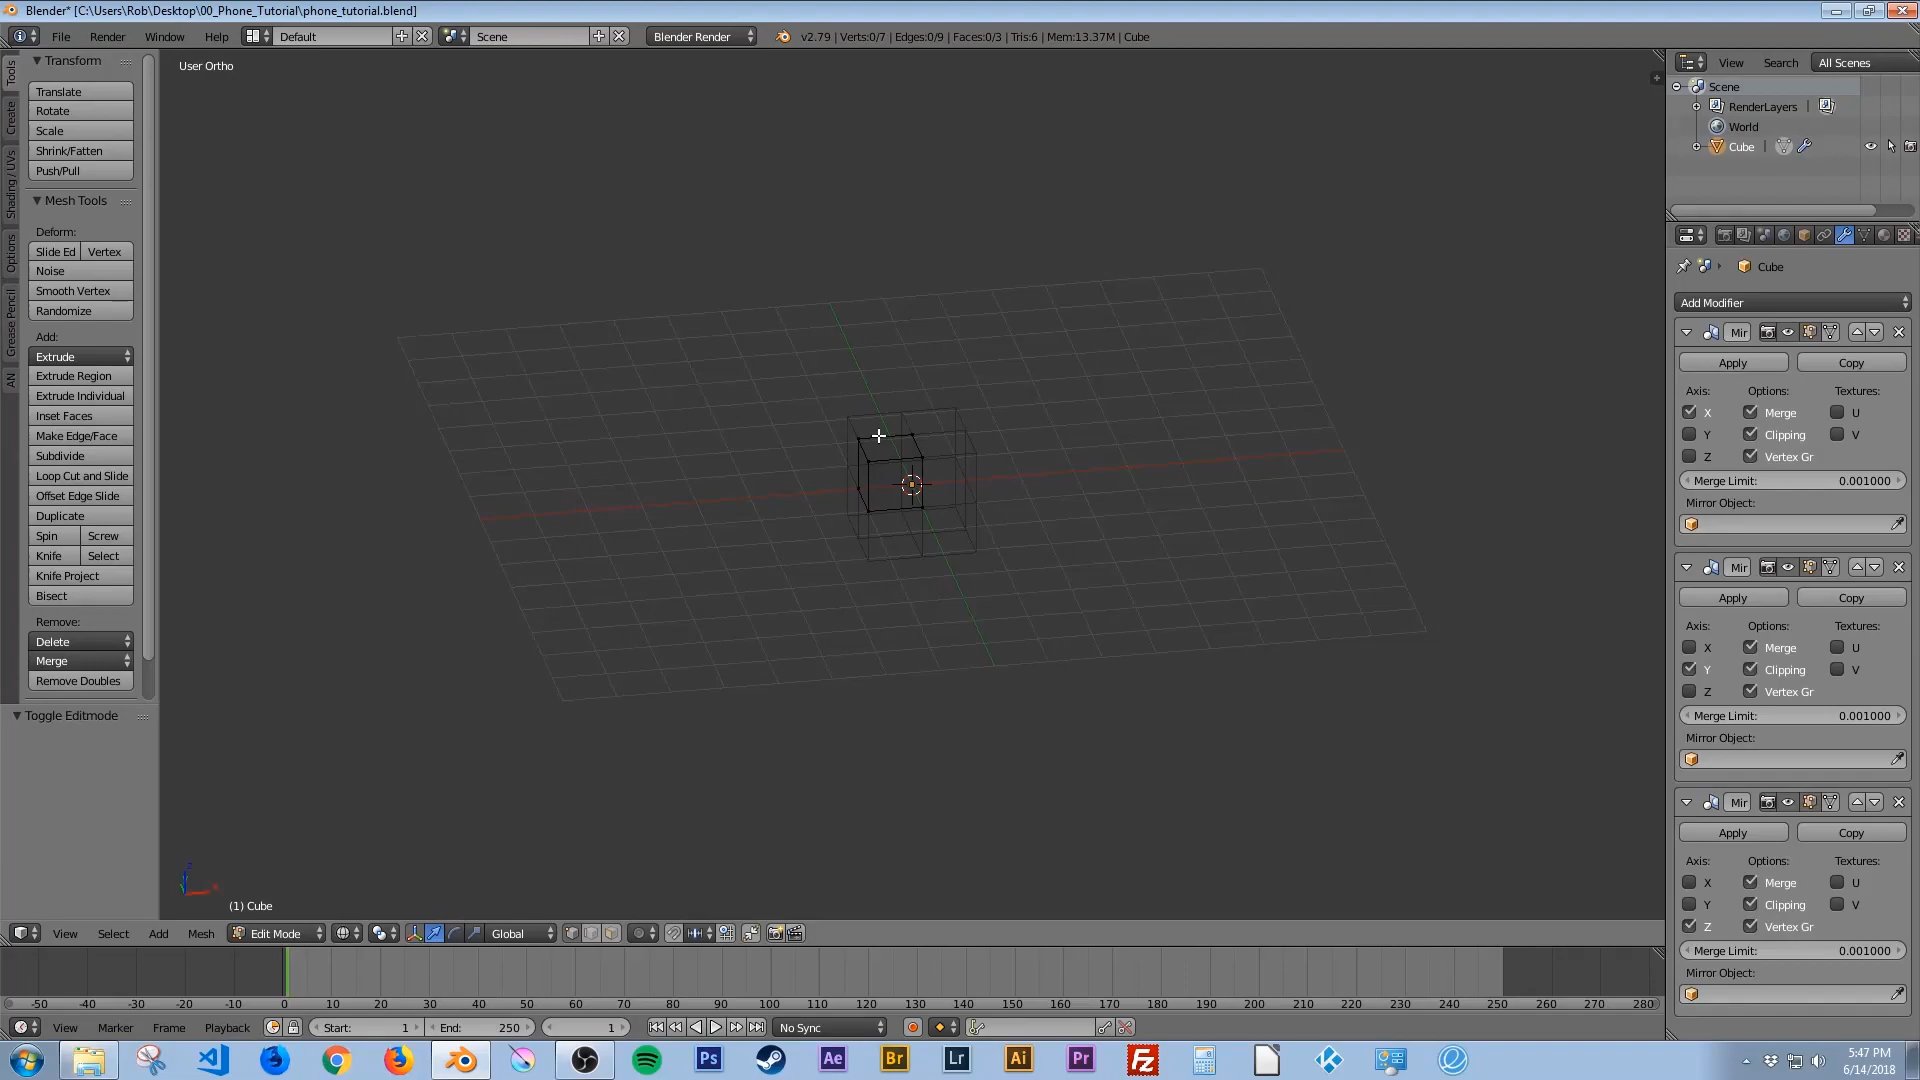 Blender* [C:\Users\Rob\Desktop\00_Phone_Tutorial\phone_tutorial.blend]
File Render Window Help Default Scene Blender Render v2.79 | Verts:0/7 | Edges:0/9 | Faces:0/3 | Tris:6 | Mem:13.37M | Cube
Tools
Create
Shading / UVs
Options
Grease Pencil
AN
Transform
Translate
Rotate
Scale
Shrink/Fatten
Push/Pull
Mesh Tools
Deform:
Slide Ed Vertex
Noise
Smooth Vertex
Randomize
Add:
Extrude
Extrude Region
Extrude Individual
Inset Faces
Make Edge/Face
Subdivide
Loop Cut and Slide
Offset Edge Slide
Duplicate
Spin Screw
Knife Select
Knife Project
Bisect
Remove:
Delete
Merge
Remove Doubles
Toggle Editmode
User Ortho
(1) Cube
View Search All Scenes
Scene
RenderLayers |
World
Cube |
Cube
Add Modifier
Mir
Apply Copy
Axis: Options: Textures:
X Merge U
Y Clipping V
Z Vertex Gr
Merge Limit: 0.001000
Mirror Object:
Mir
Apply Copy
Axis: Options: Textures:
X Merge U
Y Clipping V
Z Vertex Gr
Merge Limit: 0.001000
Mirror Object:
Mir
Apply Copy
Axis: Options: Textures:
X Merge U
Y Clipping V
Z Vertex Gr
Merge Limit: 0.001000
Mirror Object:
View Select Add Mesh Edit Mode Global
-50 -40 -30 -20 -10 0 10 20 30 40 50 60 70 80 90 100 110 120 130 140 150 160 170 180 190 200 210 220 230 240 250 260 270 280
View Marker Frame Playback Start: 1 End: 250 1 No Sync
Ps Ae Br Lr Ai Pr Fz
5:47 PM
6/14/2018